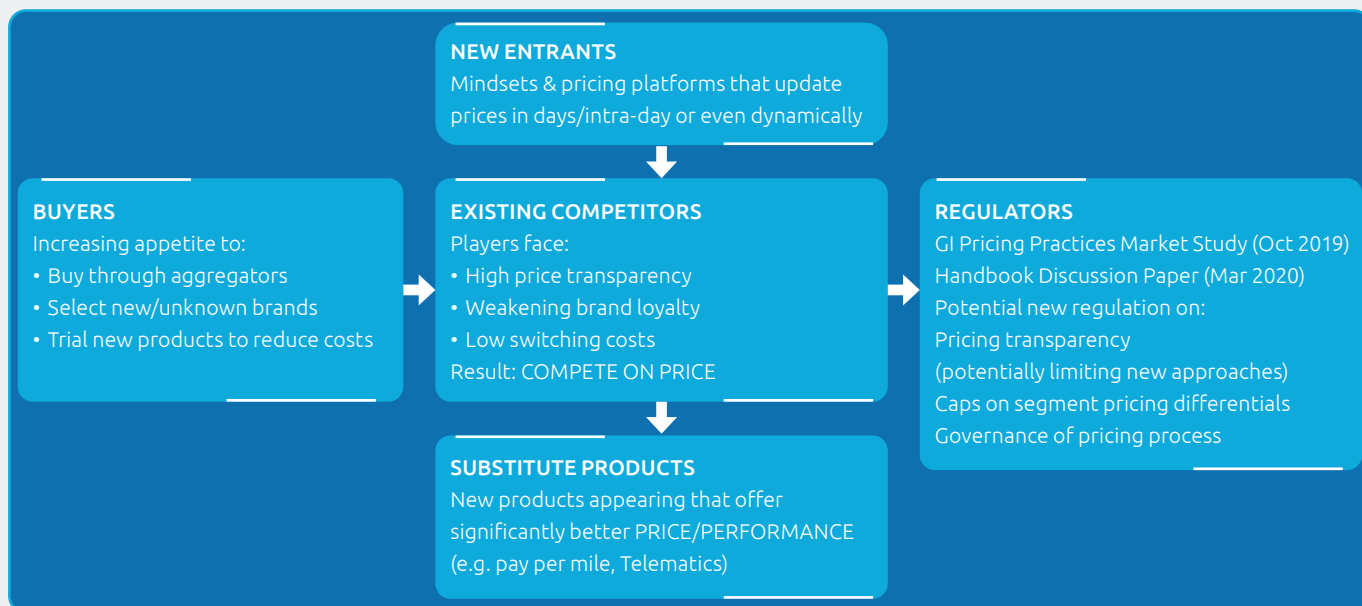 NEW ENTRANTS
Mindsets & pricing platforms that update
prices in days/intra-day or even dynamically
BUYERS
Increasing appetite to:
• Buy through aggregators
• Select new/unknown brands
• Trial new products to reduce costs
EXISTING COMPETITORS
Players face:
• High price transparency
• Weakening brand loyalty
• Low switching costs
Result: COMPETE ON PRICE
REGULATORS
GI Pricing Practices Market Study (Oct 2019)
Handbook Discussion Paper (Mar 2020)
Potential new regulation on:
Pricing transparency
(potentially limiting new approaches)
Caps on segment pricing differentials
Governance of pricing process
SUBSTITUTE PRODUCTS
New products appearing that offer
significantly better PRICE/PERFORMANCE
(e.g. pay per mile, Telematics)